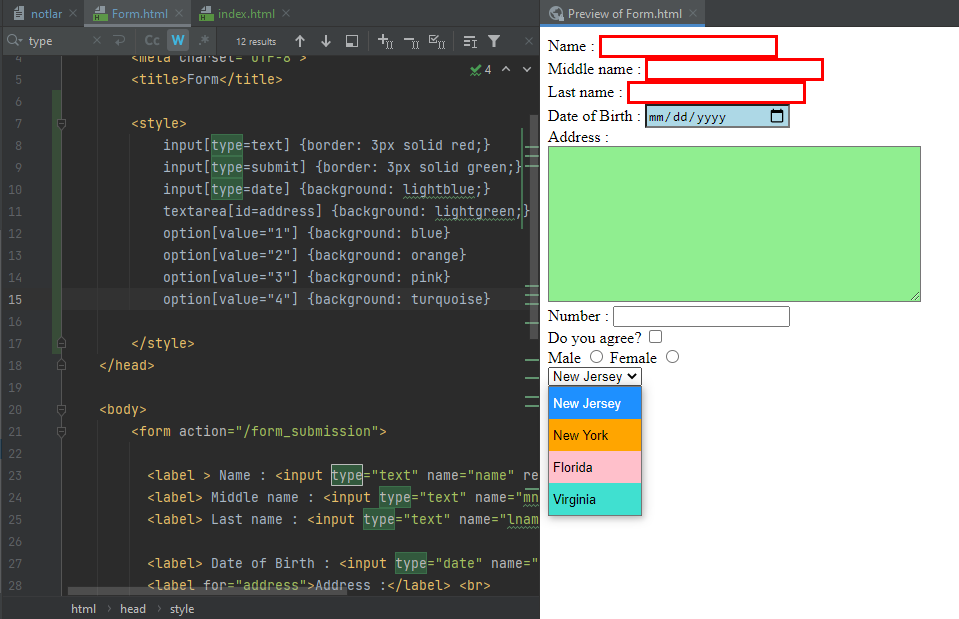 notlar Form.html index.html
type Cc W .* 12 results
4 <meta charset="UTF-8">
4
5 <title>Form</title>
6
7 <style>
8 input[type=text] {border: 3px solid red;}
9 input[type=submit] {border: 3px solid green;}
10 input[type=date] {background: lightblue;}
11 textarea[id=address] {background: lightgreen;}
12 option[value="1"] {background: blue}
13 option[value="2"] {background: orange}
14 option[value="3"] {background: pink}
15 option[value="4"] {background: turquoise}
16
17 </style>
18 </head>
19
20 <body>
21 <form action="/form_submission">
22
23 <label > Name : <input type="text" name="name" re
24 <label> Middle name : <input type="text" name="mn
25 <label> Last name : <input type="text" name="lnam
26
27 <label> Date of Birth : <input type="date" name="
28 <label for="address">Address :</label> <br>
html head style
Preview of Form.html
Name :
Middle name :
Last name :
Date of Birth : mm/dd/yyyy
Address :
Number :
Do you agree?
Male Female
New Jersey
New Jersey
New York
Florida
Virginia